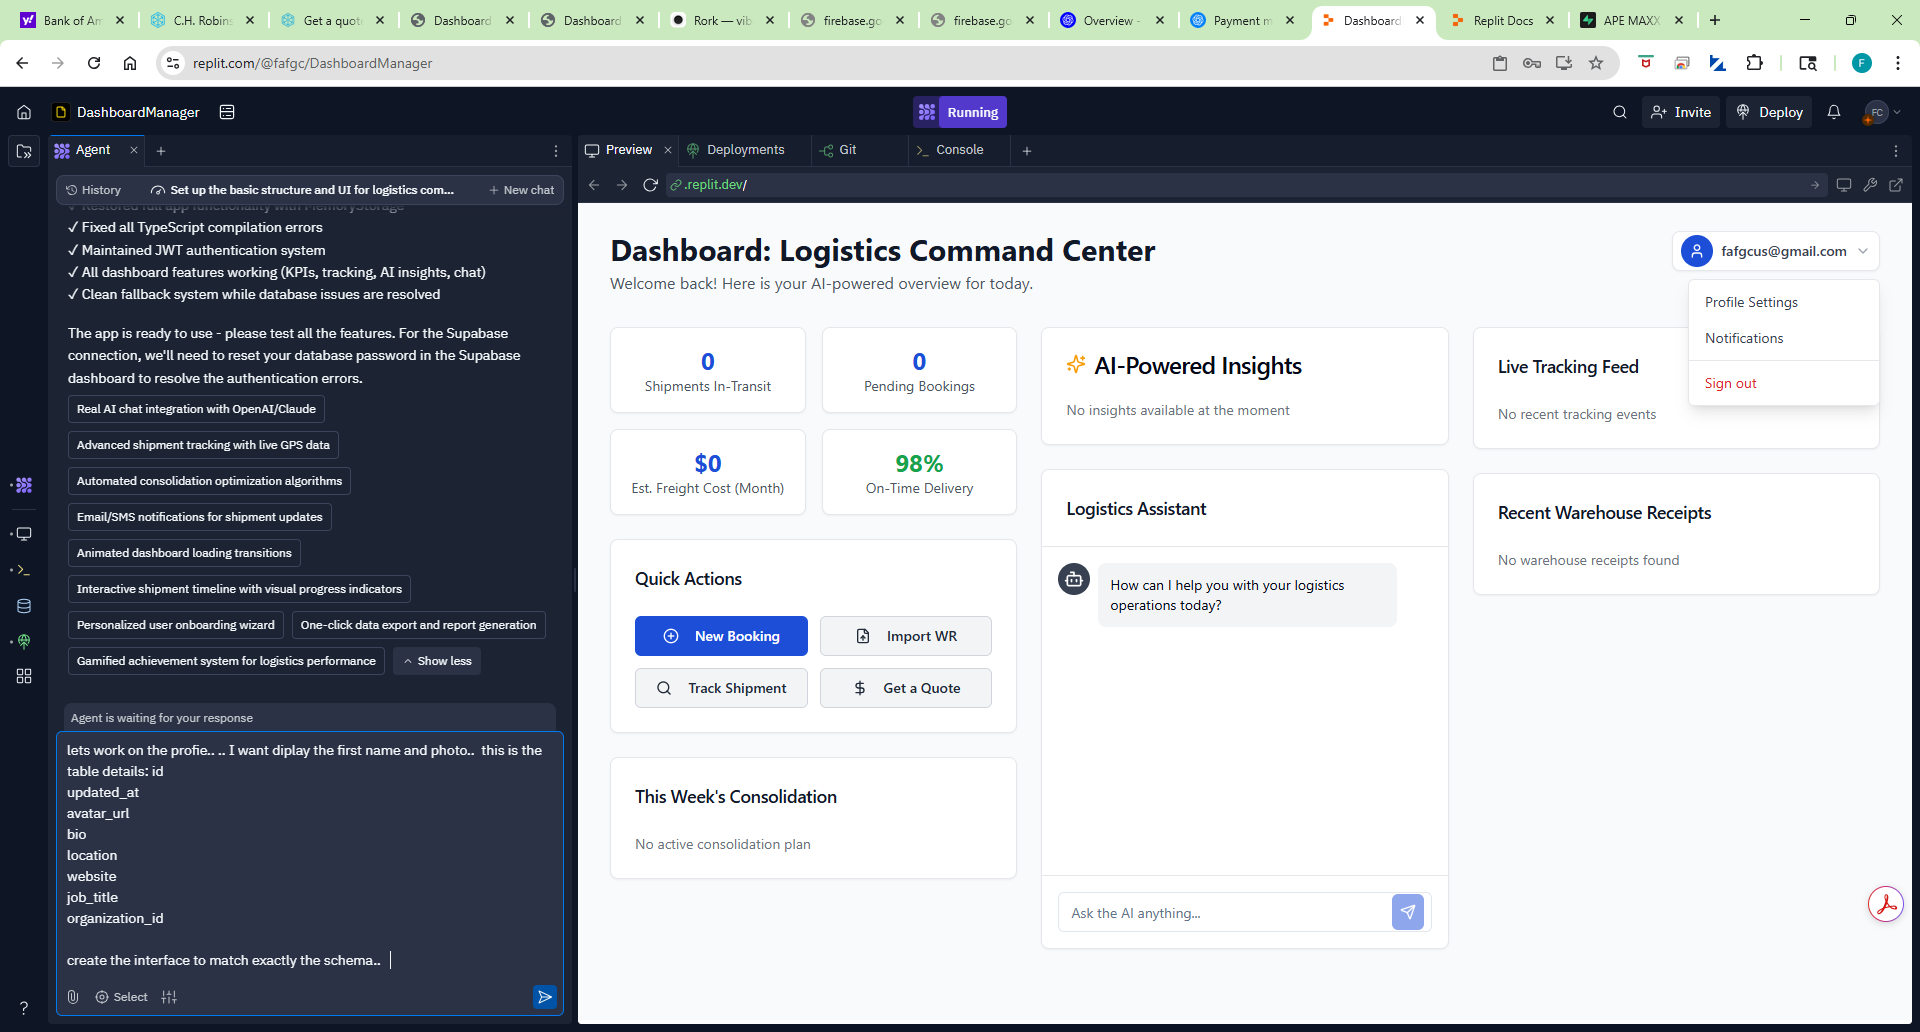 Bank of Am
C.H. Robins
Get a quot
Dashboard
Dashboard
Rork — vib
firebase.go
firebase.go
Overview -
Payment m
Dashboard
Replit Docs
APE MAXX
replit.com/@fafgc/DashboardManager
F
DashboardManager
Running
Invite
Deploy
FC
Agent
Preview
Deployments
Git
Console
History
Set up the basic structure and UI for logistics com...
New chat
.replit.dev/
✓ Restored full app functionality with MemoryStorage
✓ Fixed all TypeScript compilation errors
✓ Maintained JWT authentication system
✓ All dashboard features working (KPIs, tracking, AI insights, chat)
✓ Clean fallback system while database issues are resolved
The app is ready to use - please test all the features. For the Supabase
connection, we'll need to reset your database password in the Supabase
dashboard to resolve the authentication errors.
Real AI chat integration with OpenAI/Claude
Advanced shipment tracking with live GPS data
Automated consolidation optimization algorithms
Email/SMS notifications for shipment updates
Animated dashboard loading transitions
Interactive shipment timeline with visual progress indicators
Personalized user onboarding wizard
One-click data export and report generation
Gamified achievement system for logistics performance
Show less
Agent is waiting for your response
lets work on the profie.. .. I want diplay the first name and photo..  this is the
table details: id
updated_at
avatar_url
bio
location
website
job_title
organization_id
create the interface to match exactly the schema..
Select
?
Dashboard: Logistics Command Center
Welcome back! Here is your AI-powered overview for today.
fafgcus@gmail.com
Profile Settings
Notifications
Sign out
0
Shipments In-Transit
0
Pending Bookings
$0
Est. Freight Cost (Month)
98%
On-Time Delivery
Quick Actions
New Booking
Import WR
Track Shipment
Get a Quote
This Week's Consolidation
No active consolidation plan
AI-Powered Insights
No insights available at the moment
Logistics Assistant
How can I help you with your logistics
operations today?
Ask the AI anything...
Live Tracking Feed
No recent tracking events
Recent Warehouse Receipts
No warehouse receipts found